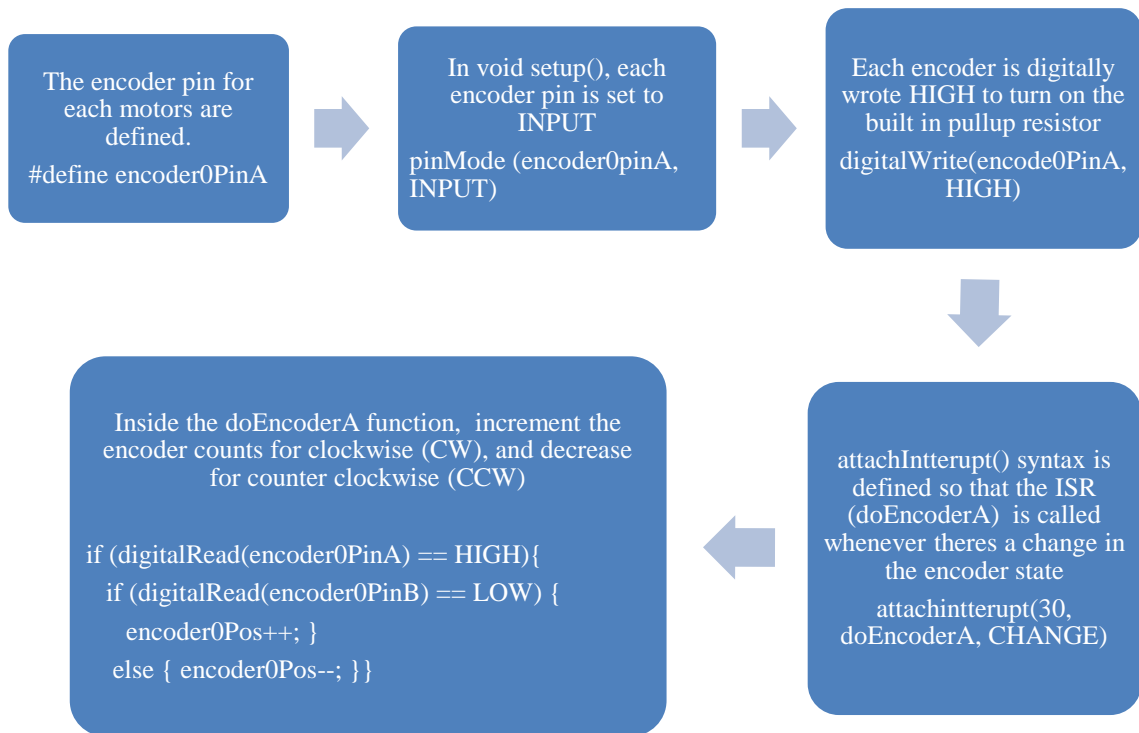 The encoder pin for
each motors are
defined.
#define encoder0PinA
In void setup(), each
encoder pin is set to
INPUT
pinMode (encoder0pinA,
INPUT)
Each encoder is digitally
wrote HIGH to turn on the
built in pullup resistor
digitalWrite(encode0PinA,
HIGH)
attachIntterupt() syntax is
defined so that the ISR
(doEncoderA) is called
whenever theres a change in
the encoder state
attachintterupt(30,
doEncoderA, CHANGE)
Inside the doEncoderA function, increment the
encoder counts for clockwise (CW), and decrease
for counter clockwise (CCW)
if (digitalRead(encoder0PinA) == HIGH){
if (digitalRead(encoder0PinB) == LOW) {
encoder0Pos++; }
else { encoder0Pos--; }}